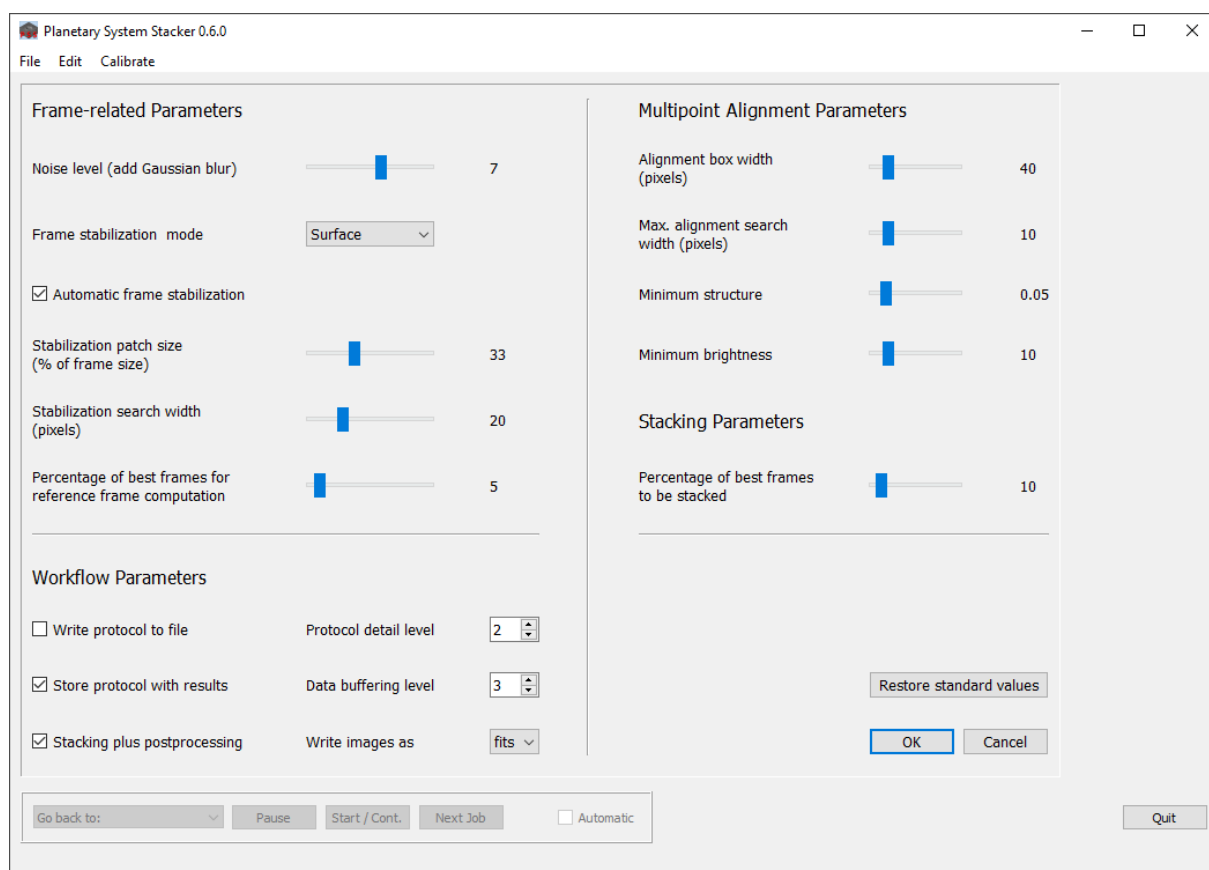 Planetary System Stacker 0.6.0
File Edit Calibrate
Frame-related Parameters
Noise level (add Gaussian blur) 7
Frame stabilization mode Surface
Automatic frame stabilization
Stabilization patch size
(% of frame size) 33
Stabilization search width
(pixels) 20
Percentage of best frames for
reference frame computation 5
Workflow Parameters
Write protocol to file Protocol detail level 2
Store protocol with results Data buffering level 3
Stacking plus postprocessing Write images as fits
Multipoint Alignment Parameters
Alignment box width
(pixels) 40
Max. alignment search
width (pixels) 10
Minimum structure 0.05
Minimum brightness 10
Stacking Parameters
Percentage of best frames
to be stacked 10
Restore standard values
OK Cancel
Go back to: Pause Start / Cont. Next Job Automatic Quit